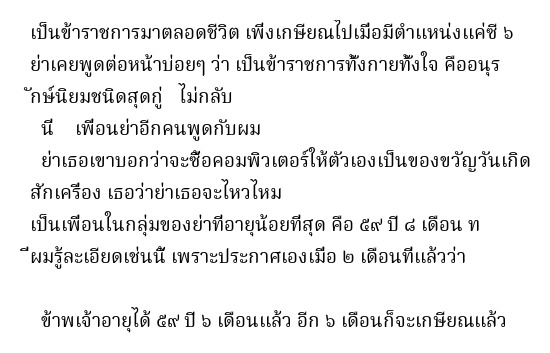 เป็นข้าราชการมาตลอดชีวิต เพิ่งเกษียณไปเมื่อมีตำแหน่งแค่ซี ๖
ย่าเคยพูดต่อหน้าบ่อยๆ ว่า เป็นข้าราชการทั้งกายทั้งใจ คืออนุร
ักษ์นิยมชนิดสุดกู่ ไม่กลับ
นี่ เพื่อนย่าอีกคนพูดกับผม
ย่าเธอเขาบอกว่าจะซื้อคอมพิวเตอร์ให้ตัวเองเป็นของขวัญวันเกิด
สักเครื่อง เธอว่าย่าเธอจะไหวไหม
เป็นเพื่อนในกลุ่มของย่าที่อายุน้อยที่สุด คือ ๕๙ ปี ๘ เดือน ท
ี่ผมรู้ละเอียดเช่นนี้ เพราะประกาศเองเมื่อ ๒ เดือนที่แล้วว่า
ข้าพเจ้าอายุได้ ๕๙ ปี ๖ เดือนแล้ว อีก ๖ เดือนก็จะเกษียณแล้ว